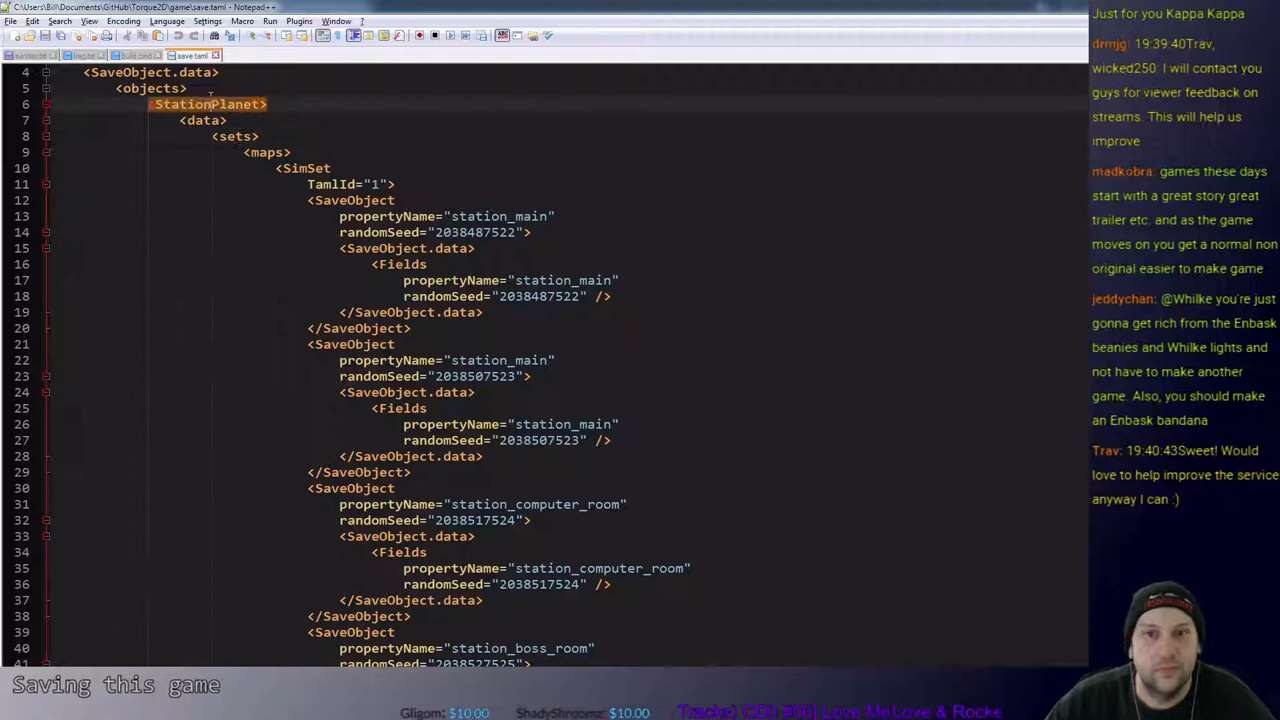 C:\Users\Bill\Documents\GitHub\Torque2D\game\save.taml - Notepad++
File Edit Search View Encoding Language Settings Macro Run Plugins Window ?
save.taml
4 <SaveObject.data>
5 <objects>
6 <StationPlanet>
7 <data>
8 <sets>
9 <maps>
10 <SimSet
11 TamlId="1">
12 <SaveObject
13 propertyName="station_main"
14 randomSeed="2038487522">
15 <SaveObject.data>
16 <Fields
17 propertyName="station_main"
18 randomSeed="2038487522" />
19 </SaveObject.data>
20 </SaveObject>
21 <SaveObject
22 propertyName="station_main"
23 randomSeed="2038507523">
24 <SaveObject.data>
25 <Fields
26 propertyName="station_main"
27 randomSeed="2038507523" />
28 </SaveObject.data>
29 </SaveObject>
30 <SaveObject
31 propertyName="station_computer_room"
32 randomSeed="2038517524">
33 <SaveObject.data>
34 <Fields
35 propertyName="station_computer_room"
36 randomSeed="2038517524" />
37 </SaveObject.data>
38 </SaveObject>
39 <SaveObject
40 propertyName="station_boss_room"
41 randomSeed="2038527525">
Just for you Kappa Kappa
drmjg: 19:39:40Trav,
wicked250: I will contact you
guys for viewer feedback on
streams. This will help us
improve
madkobra: games these days
start with a great story great
trailer etc. and as the game
moves on you get a normal non
original easier to make game
jeddychan: @Whilke you're just
gonna get rich from the Enbask
beanies and Whilke lights and
not have to make another
game. Also, you should make
an Enbask bandana
Trav: 19:40:43Sweet! Would
love to help improve the service
anyway I can :)
Saving this game
Gligom: $10.00 ShadyShroomz: $10.00
Love MeLove & Rocke